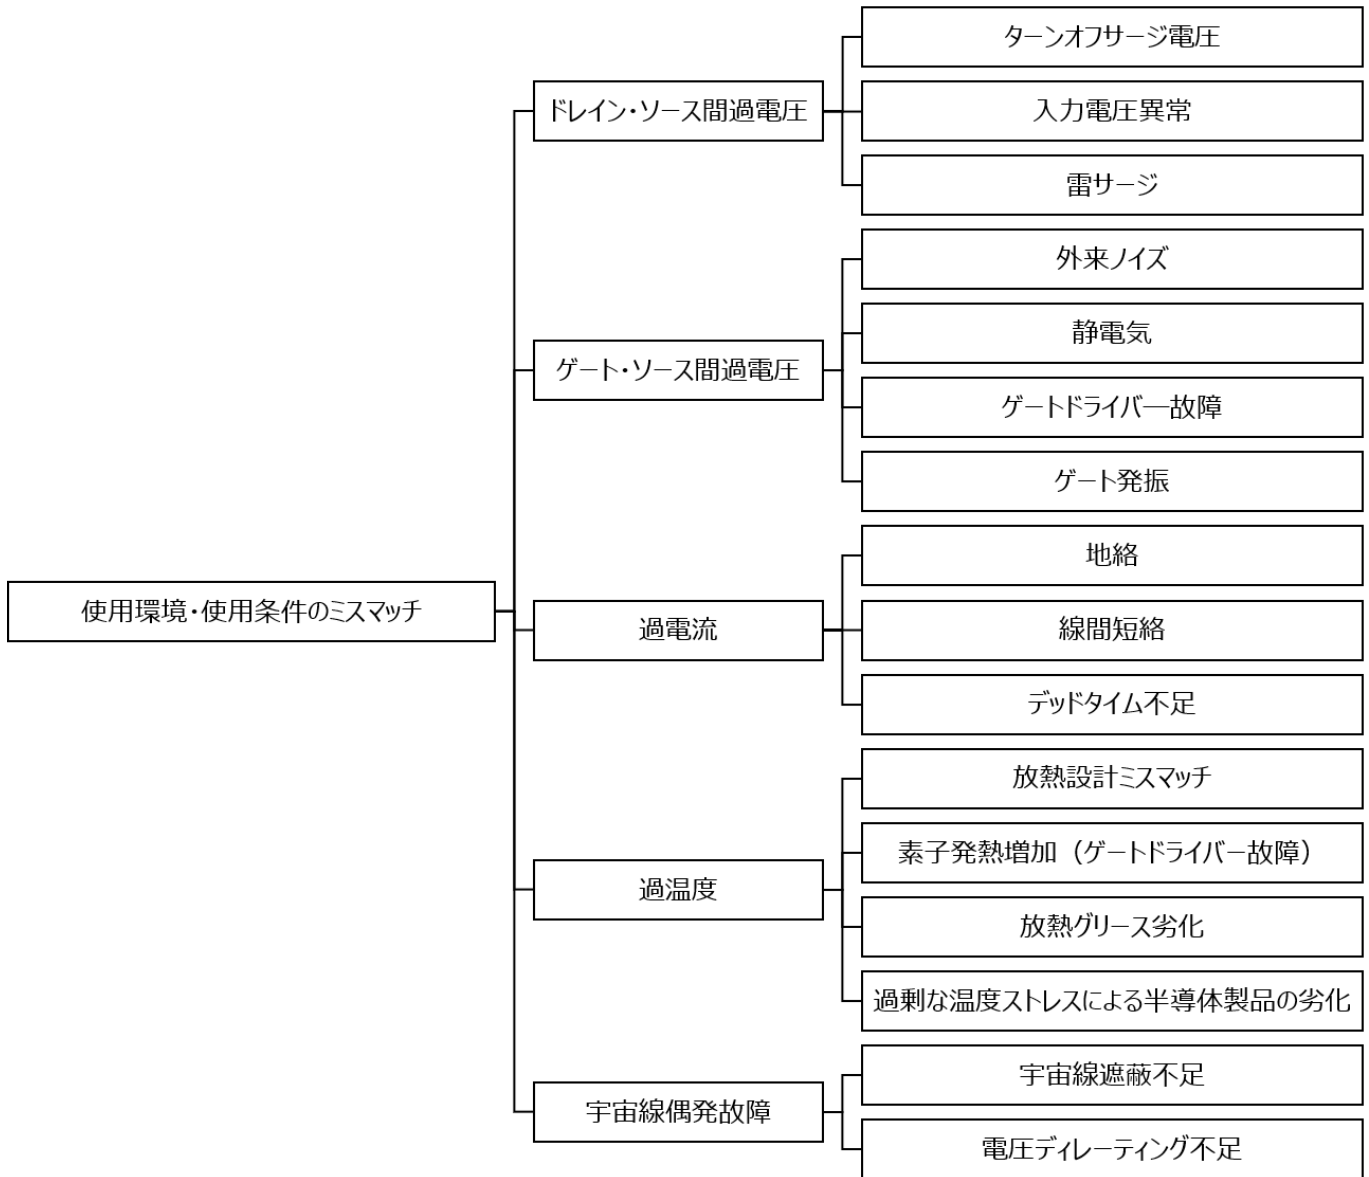 ターンオフサージ電圧
ドレイン・ソース間過電圧
入力電圧異常
雷サージ
外来ノイズ
静電気
ゲート・ソース間過電圧
ゲートドライバー故障
ゲート発振
地絡
使用環境・使用条件のミスマッチ
過電流
線間短絡
デッドタイム不足
放熱設計ミスマッチ
素子発熱増加（ゲートドライバー故障）
過温度
放熱グリース劣化
過剰な温度ストレスによる半導体製品の劣化
宇宙線遮蔽不足
宇宙線偶発故障
電圧ディレーティング不足